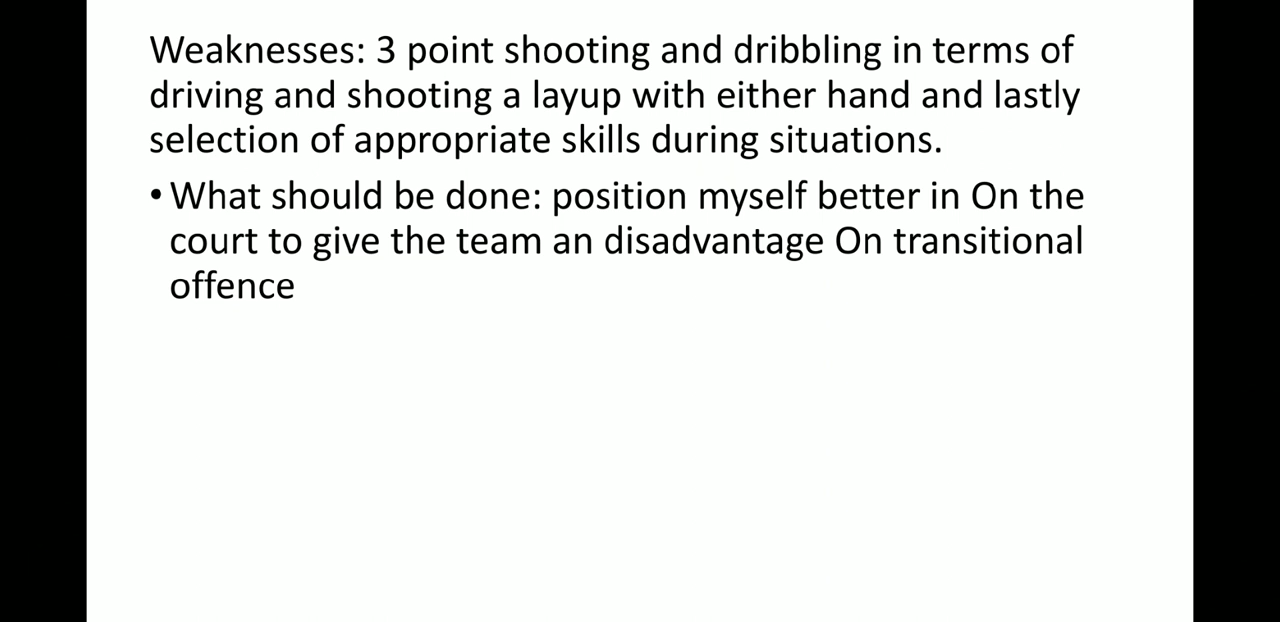 Weaknesses: 3 point shooting and dribbling in terms of
driving and shooting a layup with either hand and lastly
selection of appropriate skills during situations.
• What should be done: position myself better in On the
court to give the team an disadvantage On transitional
offence